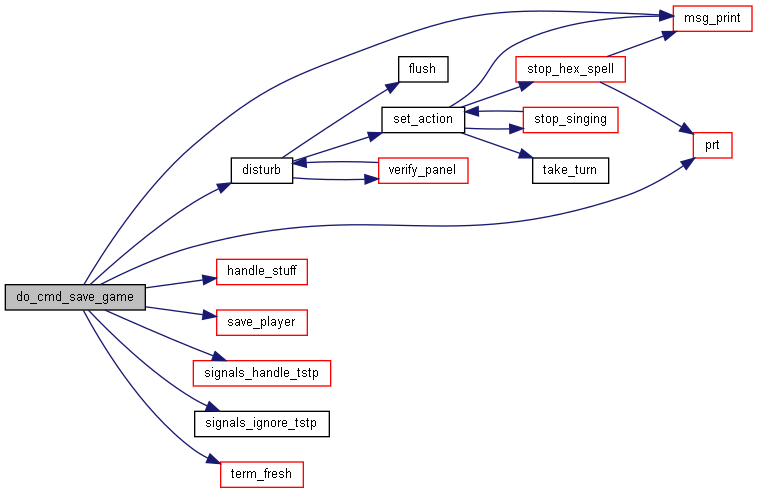 msg_print
flush
stop_hex_spell
set_action
stop_singing
prt
disturb
verify_panel
take_turn
handle_stuff
do_cmd_save_game
save_player
signals_handle_tstp
signals_ignore_tstp
term_fresh